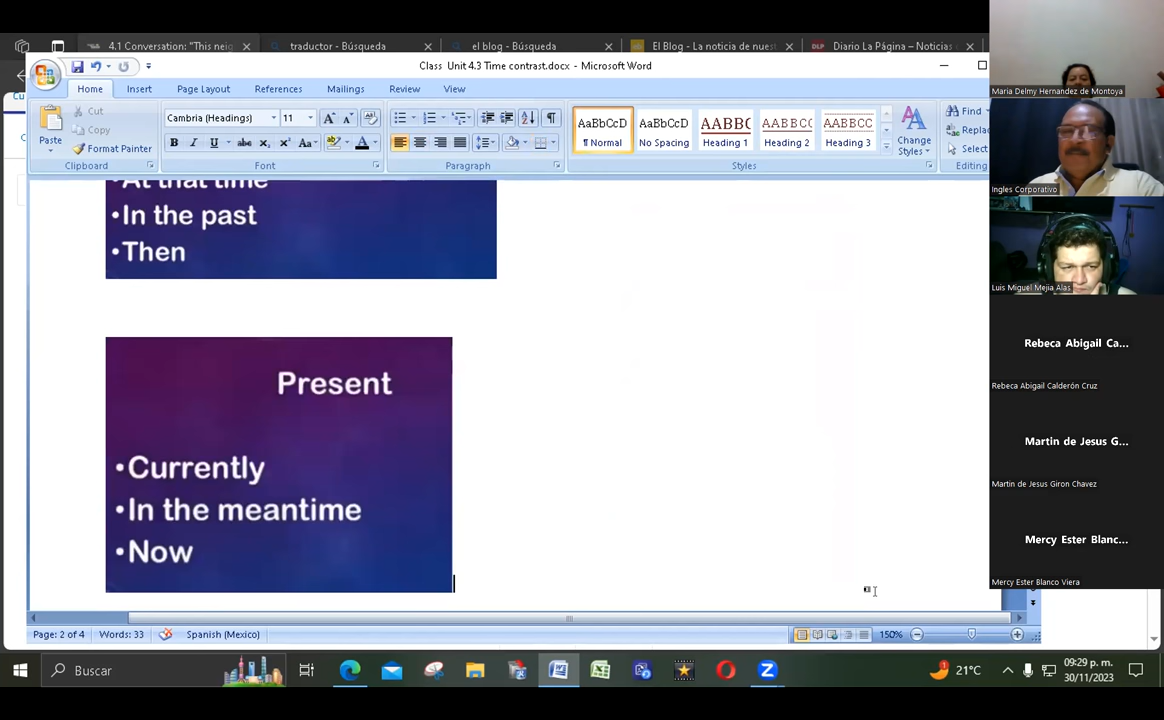 4.1 Conversation: "This neig
traductor - Búsqueda
el blog - Búsqueda
El Blog - La noticia de nuest
Diario La Página – Noticias
Class Unit 4.3 Time contrast.docx - Microsoft Word
Home
Insert
Page Layout
References
Mailings
Review
View
Paste
Cut
Copy
Format Painter
Clipboard
Cambria (Headings)
11
Font
Paragraph
AaBbCcD
¶ Normal
AaBbCcD
No Spacing
AABBC
Heading 1
AABBCC
Heading 2
AABBCC
Heading 3
Change
Styles
Styles
Find
Replac
Select
Editing
•At that time
•In the past
•Then
Present
•Currently
•In the meantime
•Now
Page: 2 of 4
Words: 33
Spanish (Mexico)
150%
Maria Delmy Hernandez de Montoya
Ingles Corporativo
Luis Miguel Mejia Alas
Rebeca Abigail Ca...
Rebeca Abigail Calderón Cruz
Martin de Jesus G...
Martin de Jesus Giron Chavez
Mercy Ester Blanc...
Mercy Ester Blanco Viera
Buscar
21°C
09:29 p. m.
30/11/2023